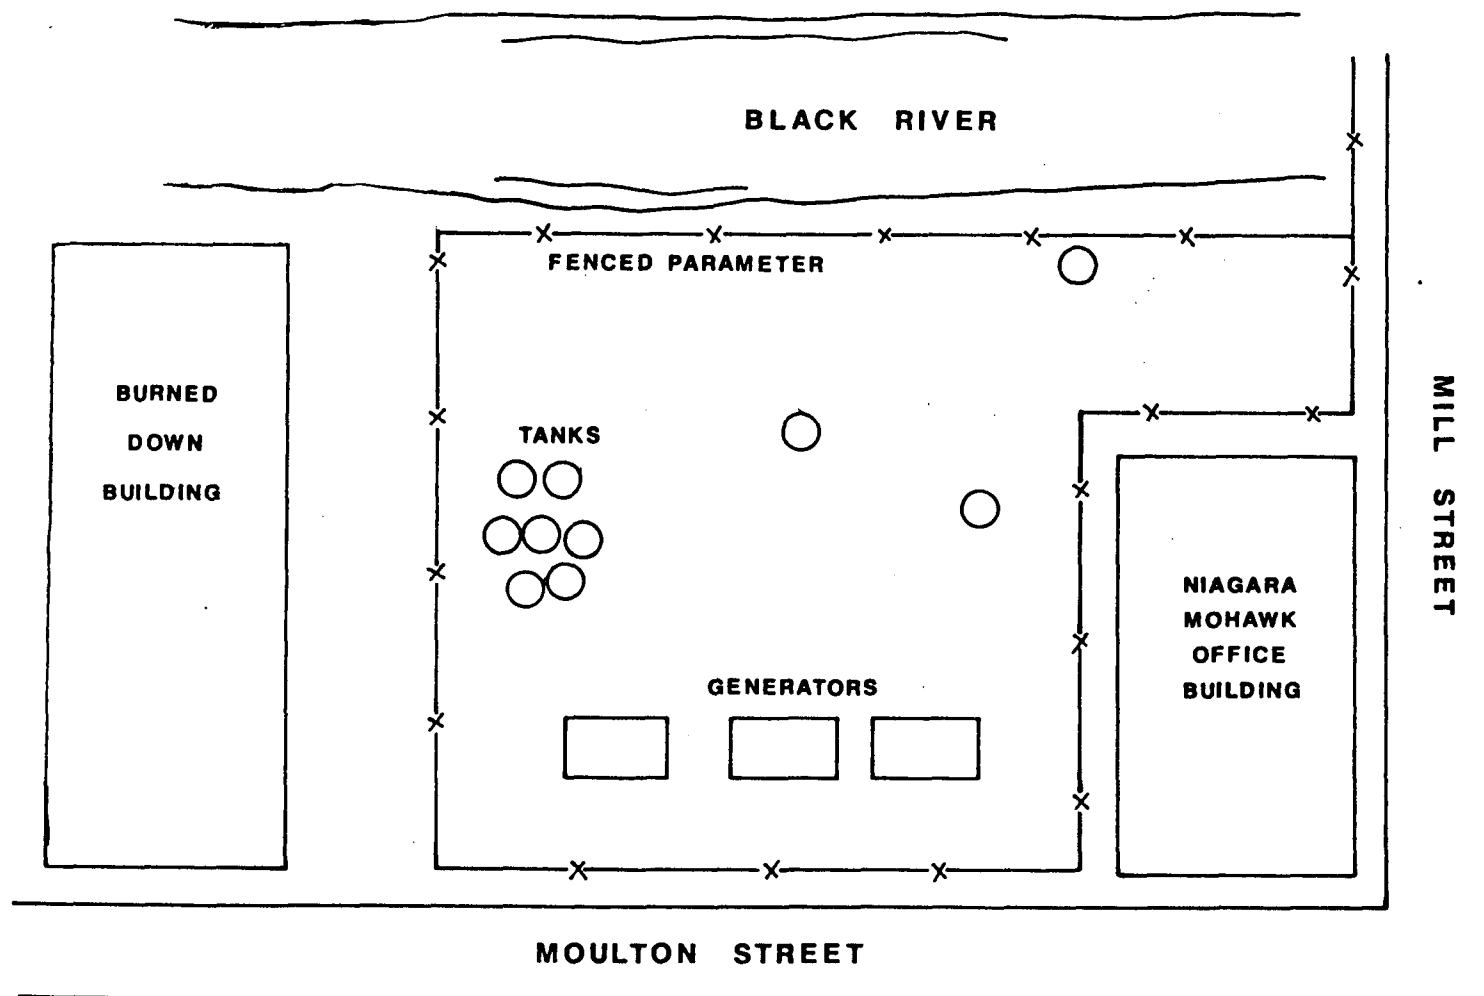 BLACK RIVER
FENCED PARAMETER
BURNED
DOWN
BUILDING
TANKS
MILL STREET
NIAGARA
MOHAWK
OFFICE
BUILDING
GENERATORS
MOULTON STREET